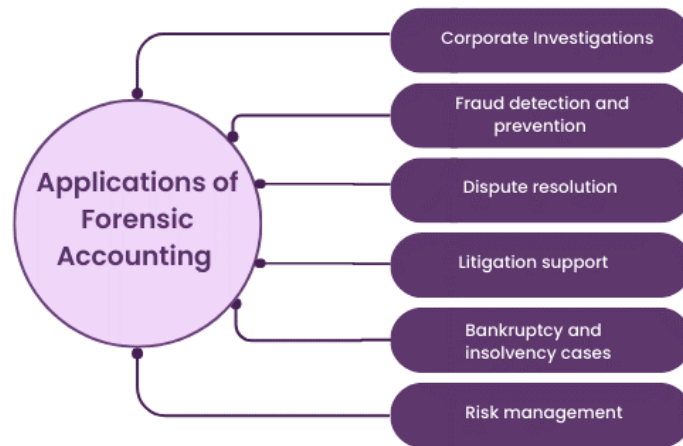 Applications of
Forensic
Accounting
Corporate Investigations
Fraud detection and
prevention
Dispute resolution
Litigation support
Bankruptcy and
insolvency cases
Risk management